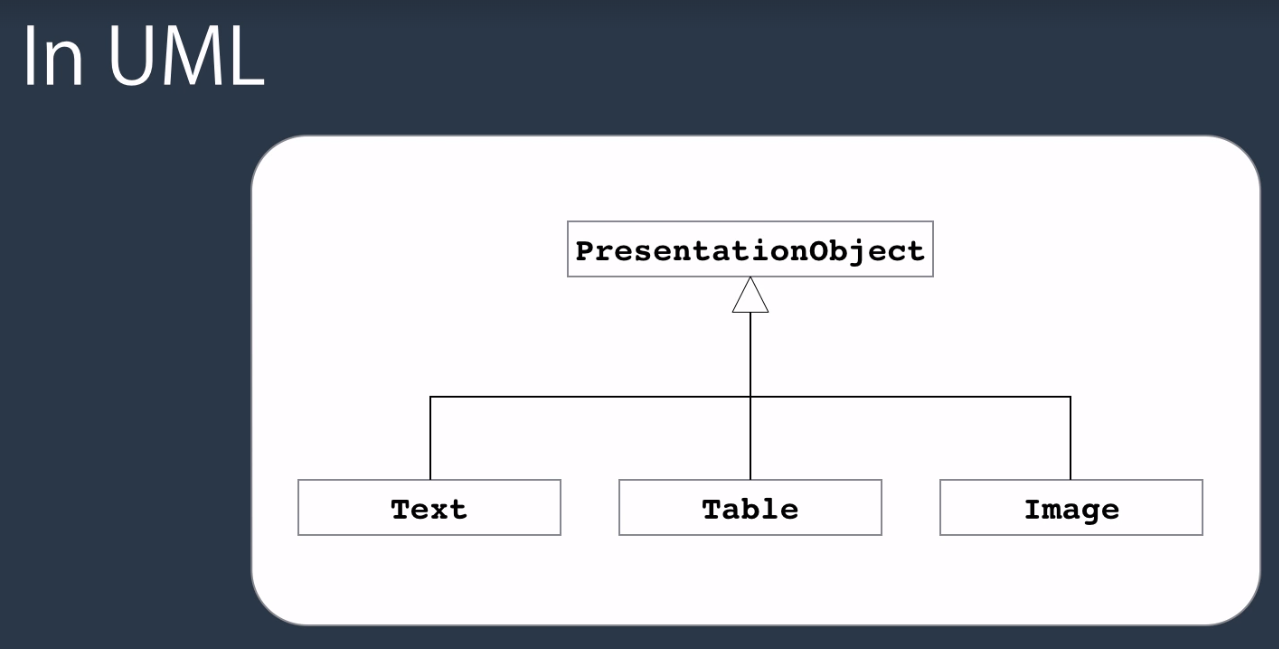 In UML
PresentationObject
Text
Table
Image